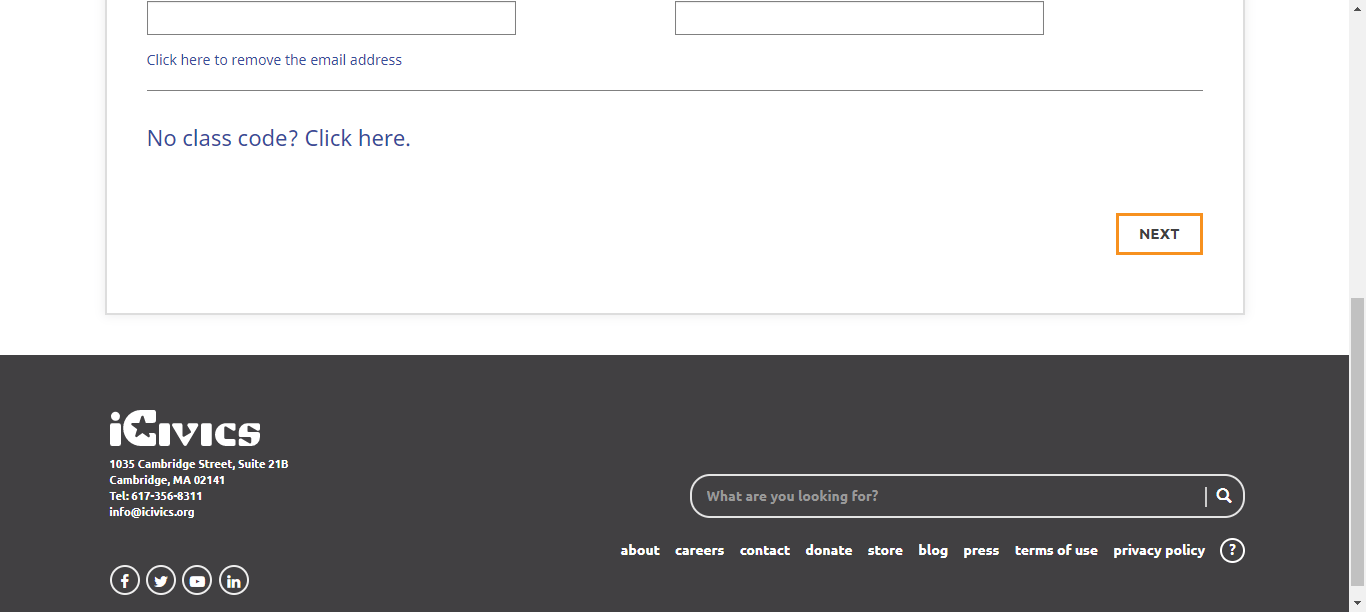 Click here to remove the email address
No class code? Click here.
NEXT
iCivics
1035 Cambridge Street, Suite 21B
Cambridge, MA 02141
Tel: 617-356-8311
info@icivics.org
What are you looking for?
about careers contact donate store blog press terms of use privacy policy ?